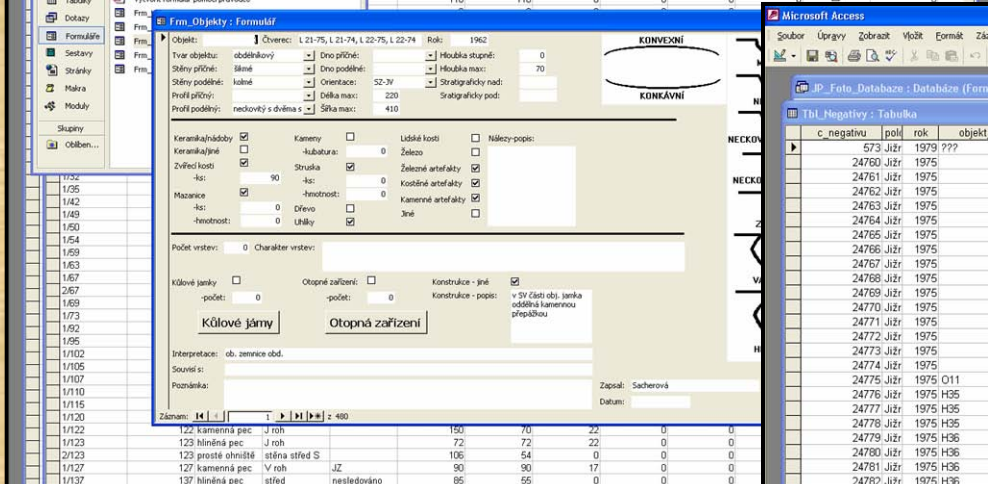 Tabulky
Dotazy
Formuláře
Sestavy
Stránky
Makra
Moduly
Skupiny
Oblíben...
Frm_Objekty : Formulář
Objekt: 1 Čtverec: L 21-75, L 21-74, L 22-75, L 22-74 Rok: 1962
Tvar objektu: obdélníkový Dno příčné: Hloubka stupně: 0
Stěny příčné: šikmé Dno podélné: Hloubka max: 70
Stěny podélné: kolmé Orientace: SZ-JV Stratigraficky nad:
Profil příčný: Délka max: 220 Sratigraficky pod:
Profil podélný: neckovitý s dvěma s Šířka max: 410
KONVEXNÍ
KONKÁVNÍ
Keramika/nádoby Kameny Lidské kosti Nálezy-popis:
Keramika/jiné -kubatura: 0 Železo
Zvířecí kosti Struska Železné artefakty
-ks: 90 -ks: 0 Kostěné artefakty
Mazanice -hmotnost: 0 Kamenné artefakty
-ks: 0 Dřevo Jiné
-hmotnost: 0 Uhlíky
Počet vrstev: 0 Charakter vrstev:
Kůlové jamky Otopné zařízení: Konstrukce - jiné
-počet: 0 -počet: 0 Konstrukce - popis: v SV části obj. jamka
oddělná kamennou
přepážkou
Kůlové jámy Otopná zařízení
Interpretace: ob. zemnice obd.
Souvisí s:
Poznámka: Zapsal: Sacherová
Datum:
Záznam: 1 z 480
1/32
1/35
1/42
1/49
1/50
1/54
1/59
1/63
1/67
2/67
1/69
1/73
1/92
1/95
1/102
1/105
1/107
1/110
1/115
1/120
1/122 122 kamenná pec J roh 150 70 22 0 0
1/123 123 hliněná pec J roh 72 72 22 0 0
2/123 123 prosté ohniště stěna střed S 106 54 0 0 0
1/127 127 kamenná pec V roh JZ 90 90 17 0 0
1/137 137 hliněná pec střed nesledováno 85 55 0 0 0
Microsoft Access
Soubor Úpravy Zobrazit Vložit Formát
JP_Foto_Databaze : Databáze (Form
Tbl_Negativy : Tabulka
c_negativu rok objekt
573 Jižr 1979 ???
24760 Jižr 1975
24761 Jižr 1975
24762 Jižr 1975
24763 Jižr 1975
24764 Jižr 1975
24765 Jižr 1975
24766 Jižr 1975
24767 Jižr 1975
24768 Jižr 1975
24769 Jižr 1975
24770 Jižr 1975
24771 Jižr 1975
24772 Jižr 1975
24773 Jižr 1975
24774 Jižr 1975
24775 Jižr 1975 O11
24776 Jižr 1975 H35
24777 Jižr 1975 H35
24778 Jižr 1975 H35
24779 Jižr 1975 H36
24780 Jižr 1975 H36
24781 Jižr 1975 H36
24782 Jižr 1975 H36